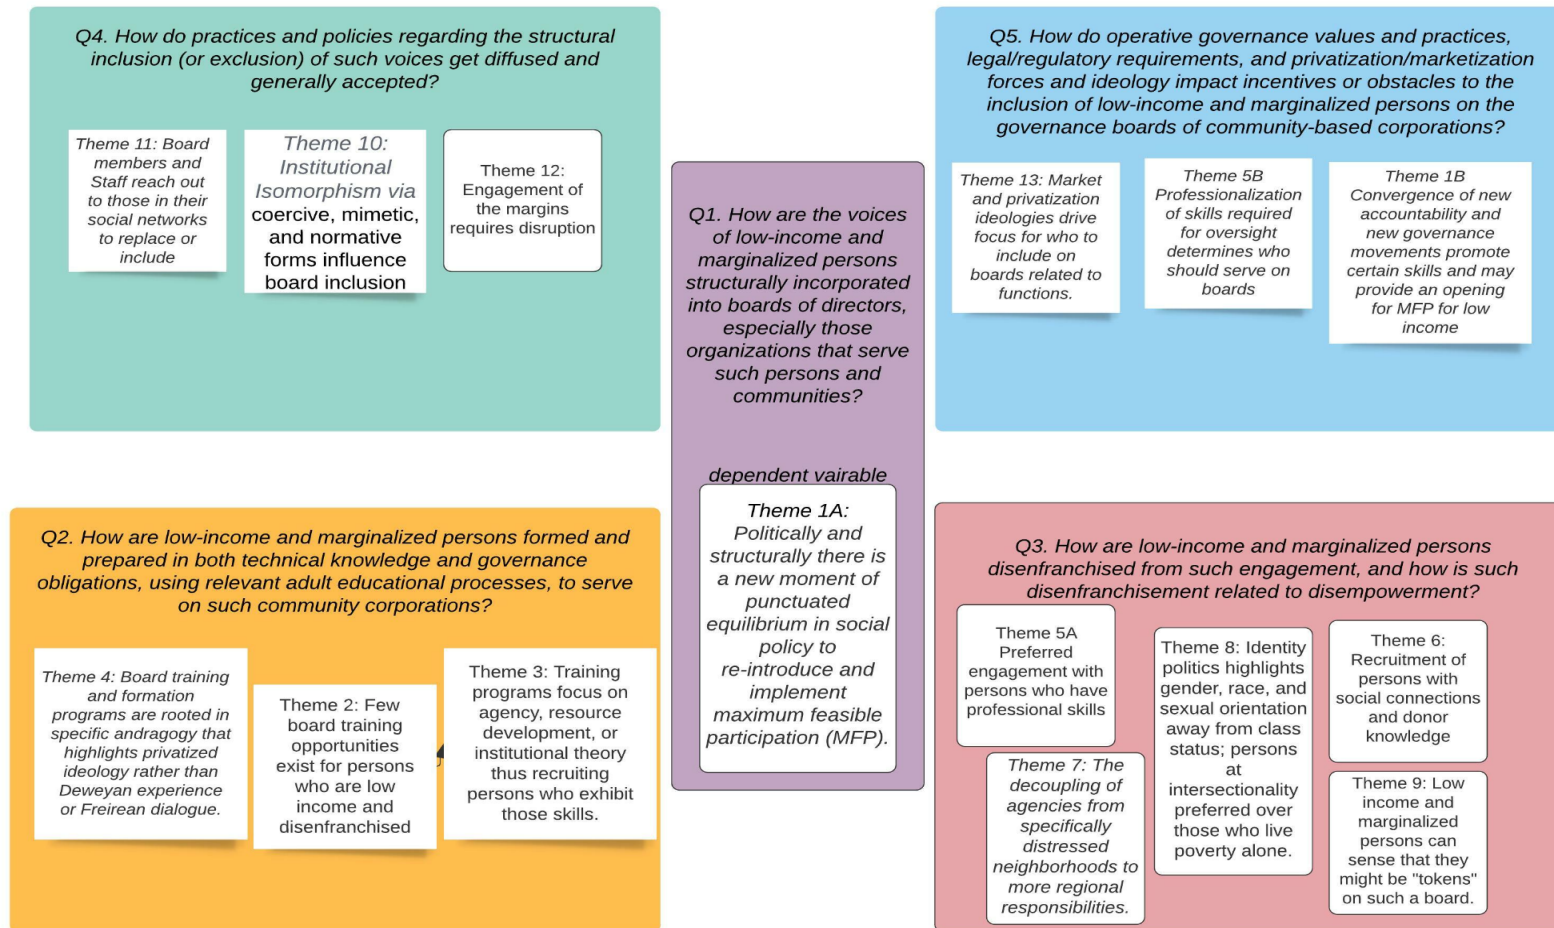 Q4. How do practices and policies regarding the structural
inclusion (or exclusion) of such voices get diffused and
generally accepted?
Theme 11: Board
members and
Staff reach out
to those in their
social networks
to replace or
include
Theme 10:
Institutional
Isomorphism via
coercive, mimetic,
and normative
forms influence
board inclusion
Theme 12:
Engagement of
the margins
requires disruption
Q1. How are the voices
of low-income and
marginalized persons
structurally incorporated
into boards of directors,
especially those
organizations that serve
such persons and
communities?
dependent vairable
Theme 1A:
Politically and
structurally there is
a new moment of
punctuated
equilibrium in social
policy to
re-introduce and
implement
maximum feasible
participation (MFP).
Q5. How do operative governance values and practices,
legal/regulatory requirements, and privatization/marketization
forces and ideology impact incentives or obstacles to the
inclusion of low-income and marginalized persons on the
governance boards of community-based corporations?
Theme 13: Market
and privatization
ideologies drive
focus for who to
include on
boards related to
functions.
Theme 5B
Professionalization
of skills required
for oversight
determines who
should serve on
boards
Theme 1B
Convergence of new
accountability and
new governance
movements promote
certain skills and may
provide an opening
for MFP for low
income
Q2. How are low-income and marginalized persons formed and
prepared in both technical knowledge and governance
obligations, using relevant adult educational processes, to serve
on such community corporations?
Theme 4: Board training
and formation
programs are rooted in
specific andragogy that
highlights privatized
ideology rather than
Deweyan experience
or Freirean dialogue.
Theme 2: Few
board training
opportunities
exist for persons
who are low
income and
disenfranchised
Theme 3: Training
programs focus on
agency, resource
development, or
institutional theory
thus recruiting
persons who exhibit
those skills.
Q3. How are low-income and marginalized persons
disenfranchised from such engagement, and how is such
disenfranchisement related to disempowerment?
Theme 5A
Preferred
engagement with
persons who have
professional skills
Theme 7: The
decoupling of
agencies from
specifically
distressed
neighborhoods to
more regional
responsibilities.
Theme 8: Identity
politics highlights
gender, race, and
sexual orientation
away from class
status; persons
at
intersectionality
preferred over
those who live
poverty alone.
Theme 6:
Recruitment of
persons with
social connections
and donor
knowledge
Theme 9: Low
income and
marginalized
persons can
sense that they
might be "tokens"
on such a board.